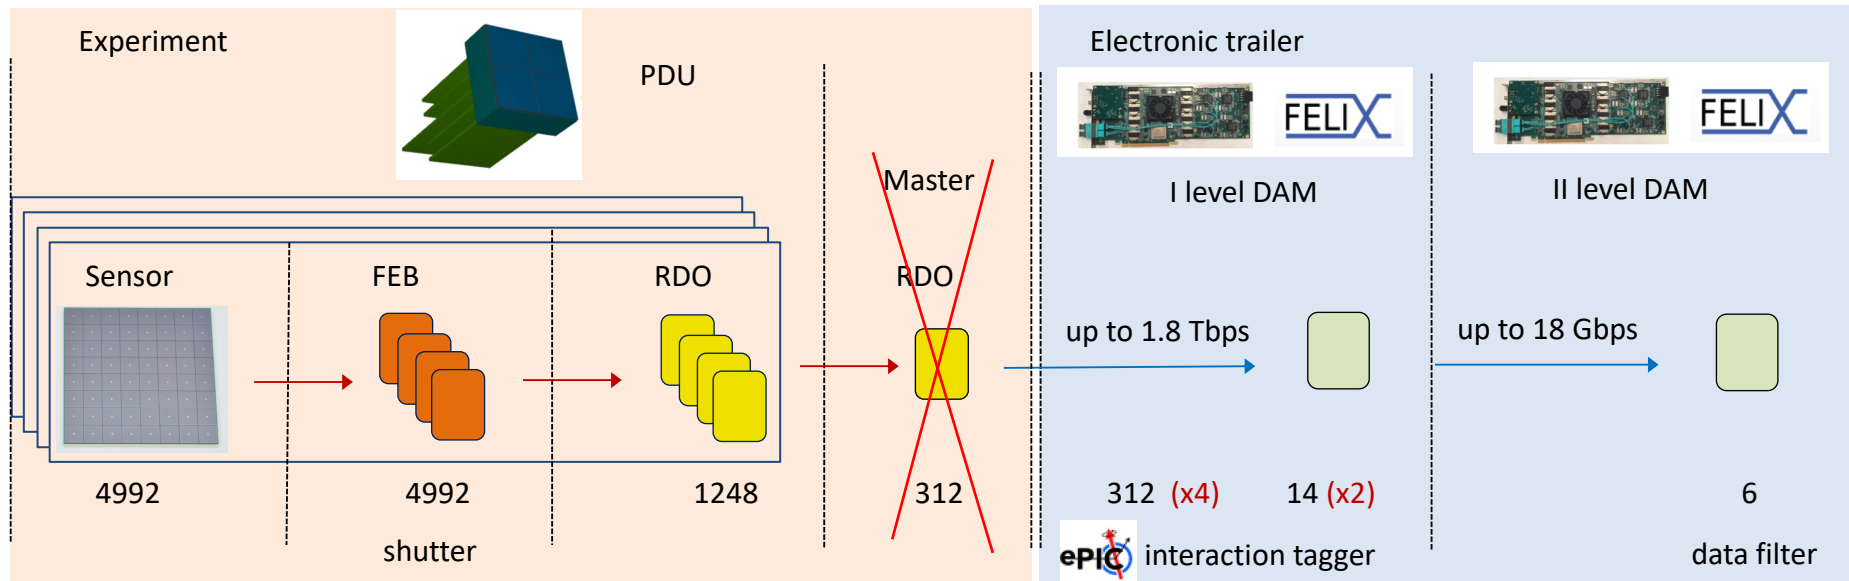 Experiment
PDU
Electronic trailer
FELIX
FELIX
Master
I level DAM
II level DAM
Sensor
FEB
RDO
RDO
up to 1.8 Tbps
up to 18 Gbps
4992
4992
1248
312
312 (x4)
14 (x2)
6
shutter
ePIC interaction tagger
data filter